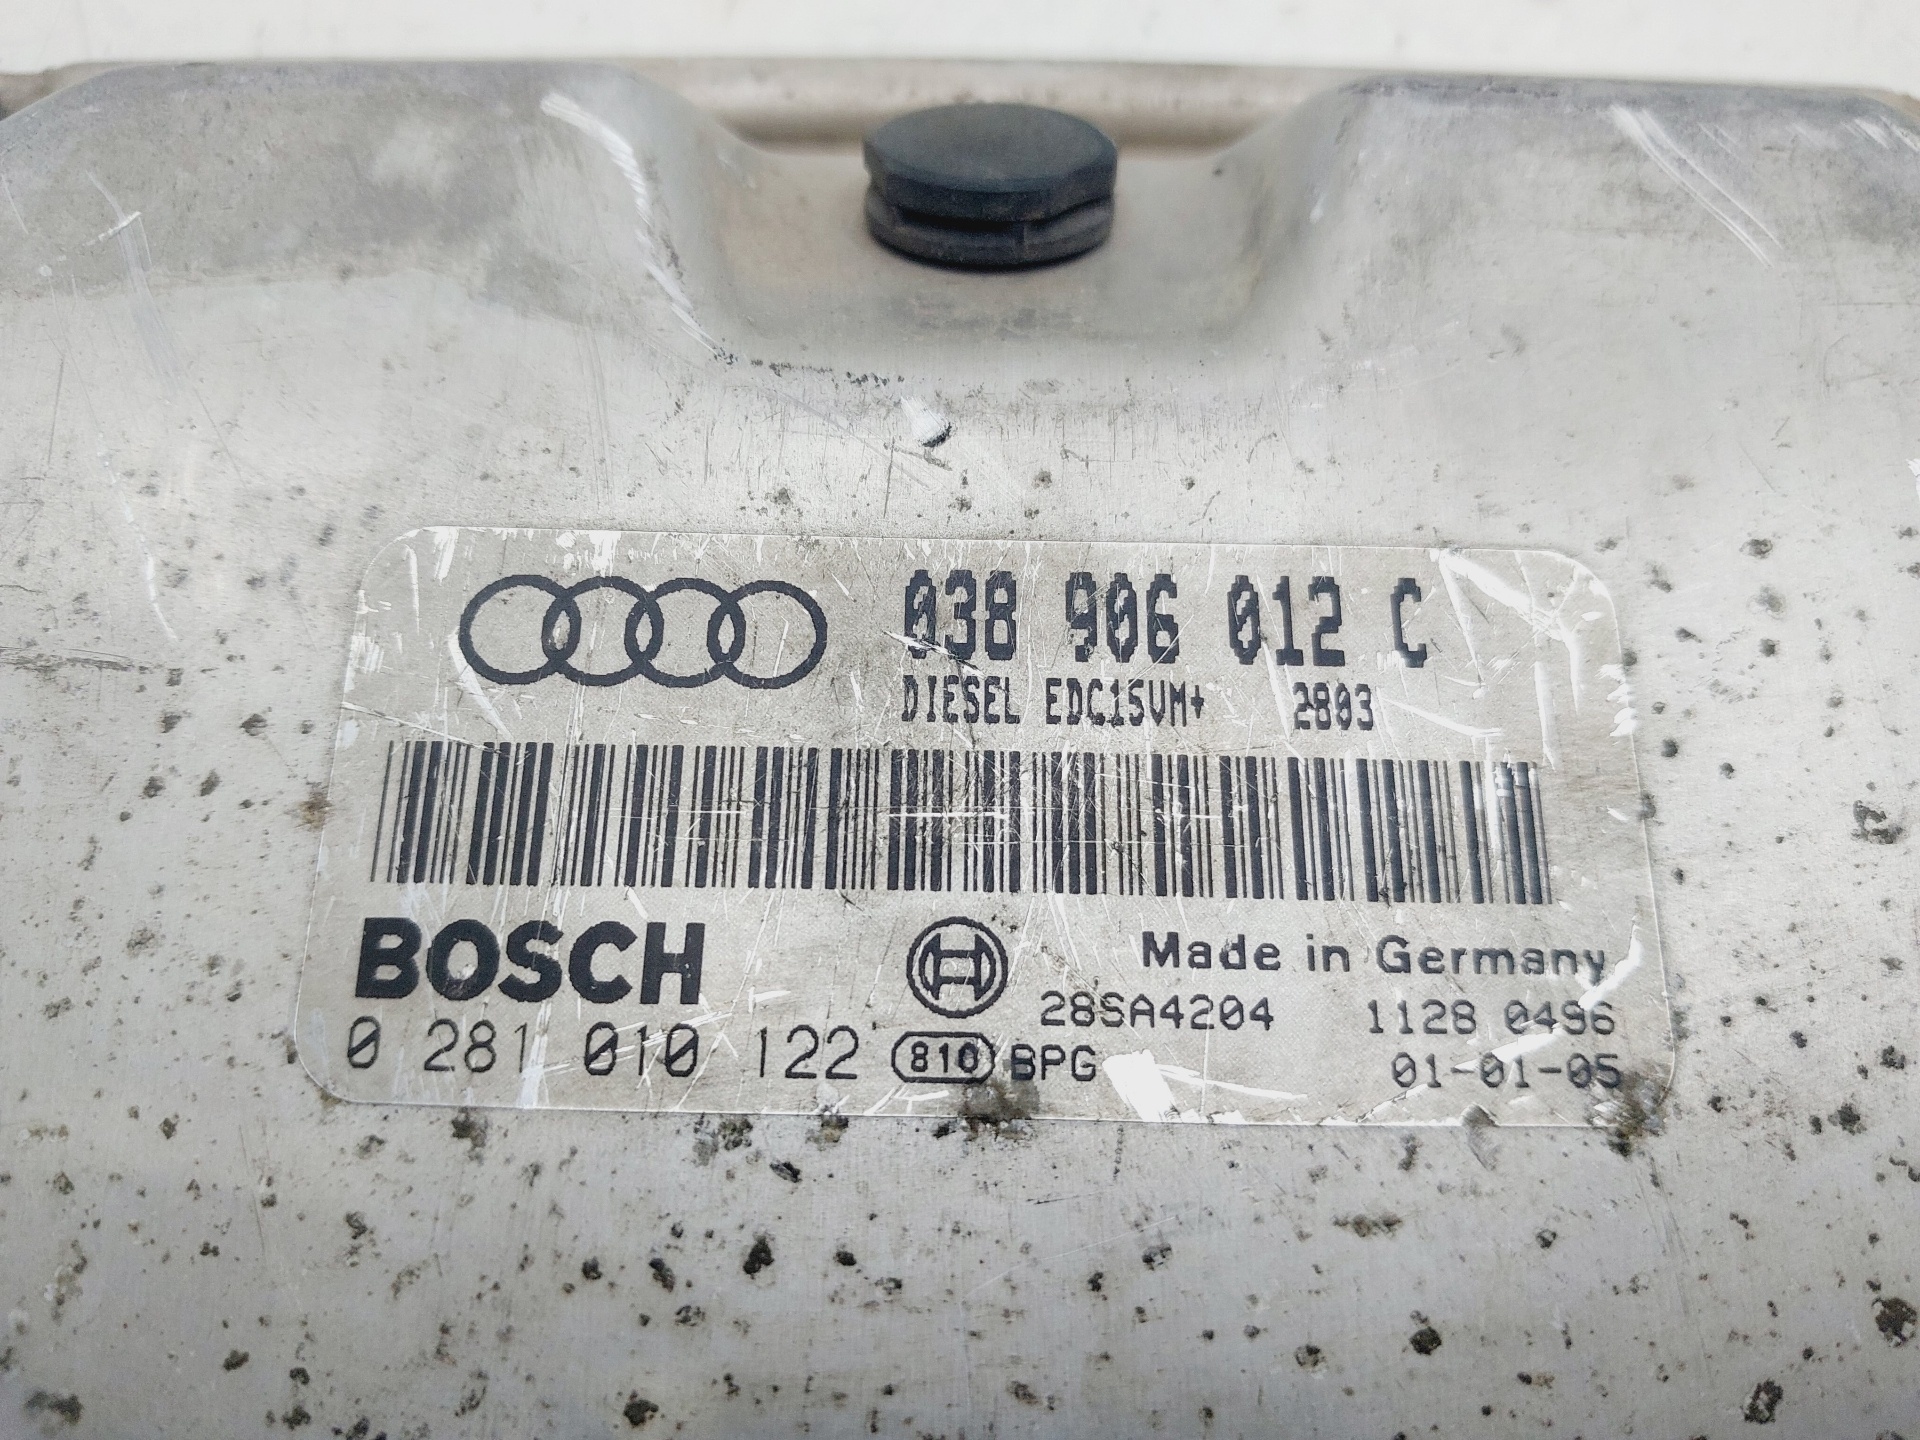 038 906 012 C
DIESEL EDC15VM+ 2803
BOSCH
Made in Germany
28SA4204 1128 0496
0 281 010 122 810 BPG 01-01-05